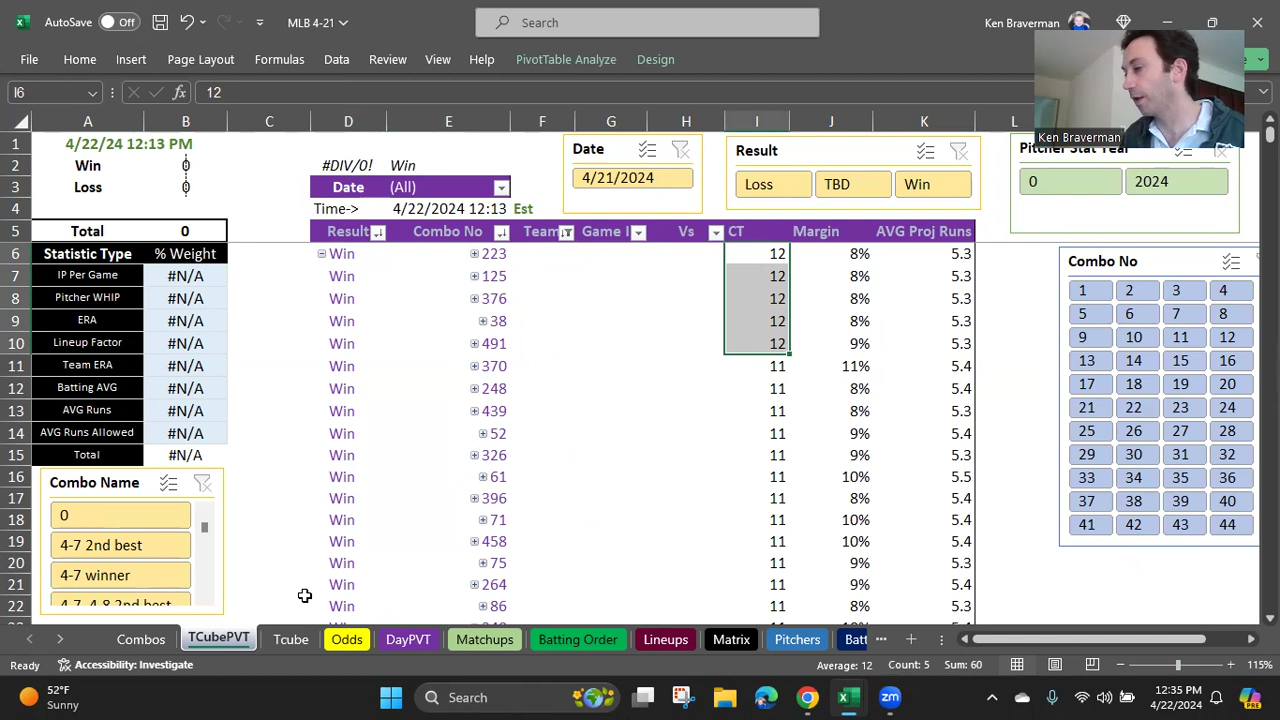 AutoSave Off MLB 4-21 Search Ken Braverman
File Home Insert Page Layout Formulas Data Review View Help PivotTable Analyze Design
I6 fx 12
Ken Braverman
A B C D E F G H I J K L
1 4/22/24 12:13 PM Date Result Pitcher Stat Year
2 Win 0 #DIV/0! Win
4/21/2024 Loss TBD Win 0 2024
3 Loss 0 Date (All)
4 Time-> 4/22/2024 12:13 Est
5 Total 0 Result Combo No Team Game I Vs CT Margin AVG Proj Runs
6 Statistic Type % Weight Win 223 12 8% 5.3 Combo No
7 IP Per Game #N/A Win 125 12 8% 5.3
1 2 3 4
8 Pitcher WHIP #N/A Win 376 12 8% 5.3
5 6 7 8
9 ERA #N/A Win 38 12 8% 5.3
9 10 11 12
10 Lineup Factor #N/A Win 491 12 9% 5.3
13 14 15 16
11 Team ERA #N/A Win 370 11 11% 5.4
17 18 19 20
12 Batting AVG #N/A Win 248 11 8% 5.4
21 22 23 24
13 AVG Runs #N/A Win 439 11 8% 5.3
25 26 27 28
14 AVG Runs Allowed #N/A Win 52 11 9% 5.4
29 30 31 32
15 Total #N/A Win 326 11 9% 5.4
33 34 35 36
16 Combo Name Win 61 11 10% 5.5
37 38 39 40
17 Win 396 11 8% 5.4
0
41 42 43 44
18 Win 71 11 10% 5.4
4-7 2nd best
19 Win 458 11 10% 5.4
20 Win 75 11 9% 5.3
4-7 winner
21 Win 264 11 9% 5.4
4-7, 4-8 2nd best
22 Win 86 11 8% 5.3
Combos TCubePVT Tcube Odds DayPVT Matchups Batting Order Lineups Matrix Pitchers Batt
Ready Accessibility: Investigate Average: 12 Count: 5 Sum: 60 115%
52°F
Sunny
Search
zm
12:35 PM
4/22/2024
PRE